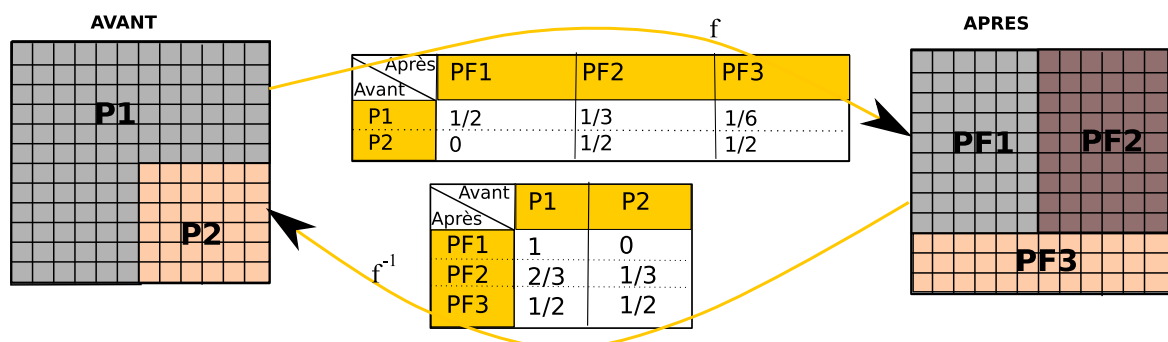 AVANT
APRES
f
Après PF1 PF2 PF3
Avant
P1 1/2 1/3 1/6
P2 0 1/2 1/2
P1
P2
PF1 PF2
PF3
Avant P1 P2
Après
PF1 1 0
PF2 2/3 1/3
PF3 1/2 1/2
f⁻¹